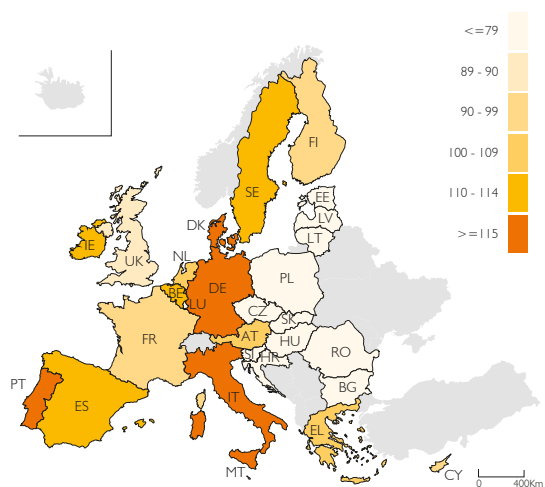 <=79
89 - 90
90 - 99
100 - 109
110 - 114
>=115
FI
SE
EE
LV
LT
DK
IE
UK
NL
BE
LU
DE
PL
CZ
SK
FR
AT
HU
SI
HR
RO
BG
PT
ES
IT
EL
MT
CY
0
400Km